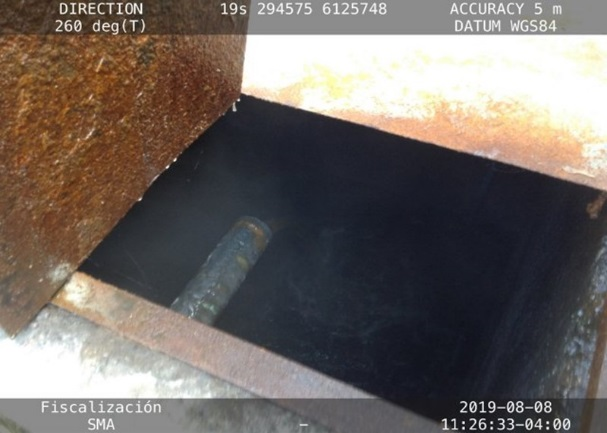 DIRECTION
260 deg(T)
19s 294575 6125748
ACCURACY 5 m
DATUM WGS84
Fiscalización
SMA
–
2019-08-08
11:26:33-04:00